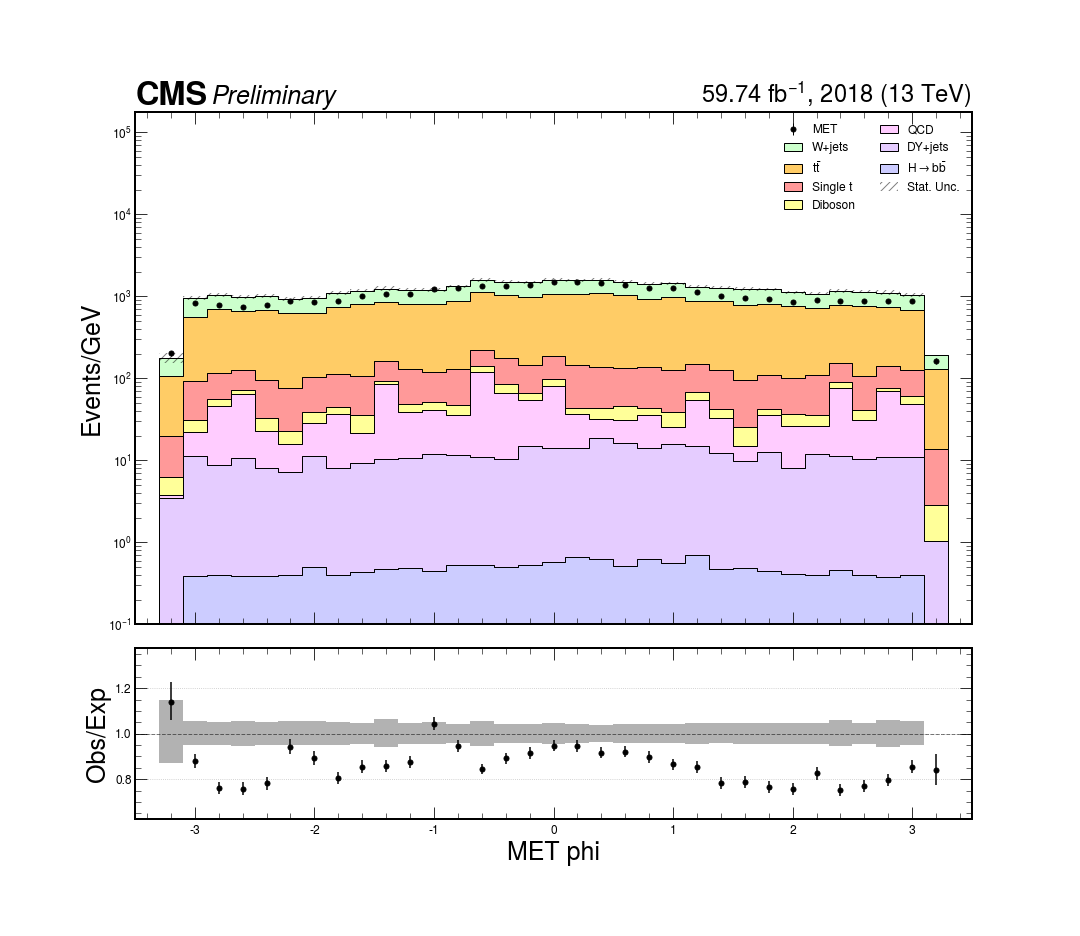 CMS Preliminary
59.74 fb⁻¹, 2018 (13 TeV)
MET
W+jets
tt̄
Single t
Diboson
QCD
DY+jets
H→bb̄
Stat. Unc.
Events/GeV
10⁵
10⁴
10³
10²
10¹
10⁰
10⁻¹
Obs/Exp
1.2
1.0
0.8
-3 -2 -1 0 1 2 3
MET phi